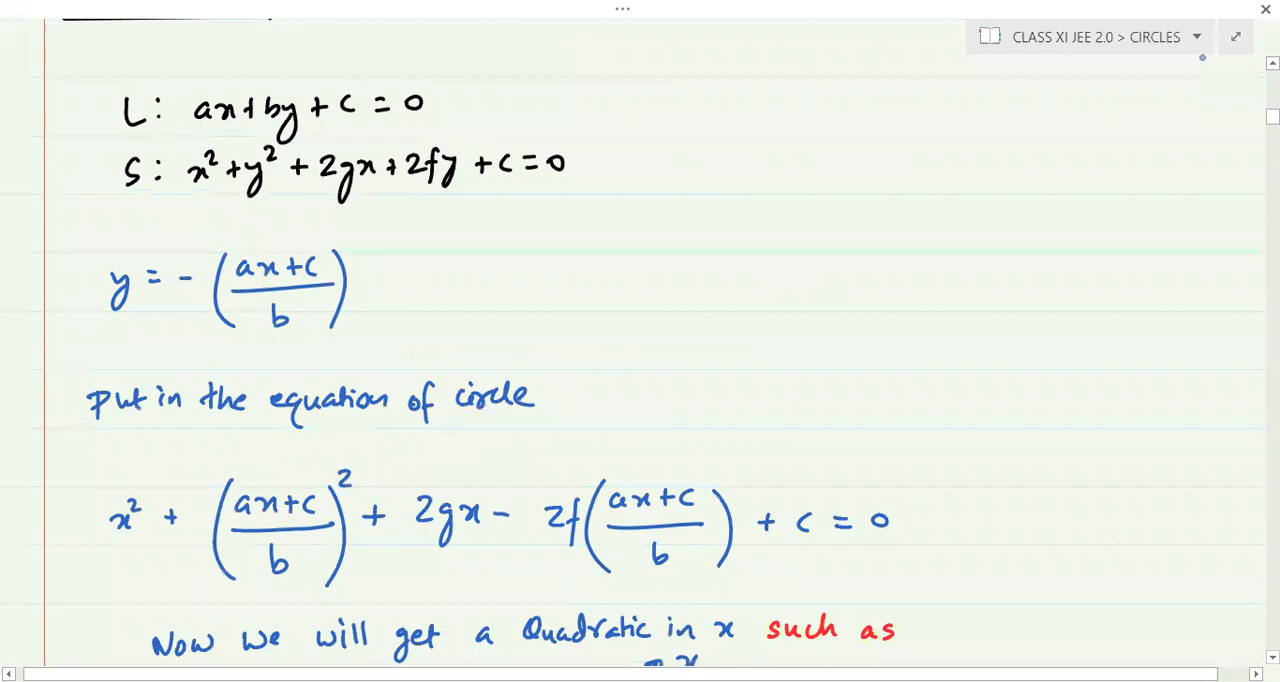 CLASS XI JEE 2.0 > CIRCLES
L: ax+by+c=0
S: x²+y²+2gx+2fy+c=0
y = -((ax+c)/b)
Put in the equation of circle
x² + ((ax+c)/b)² + 2gx - 2f((ax+c)/b) + c = 0
Now we will get a Quadratic in x such as